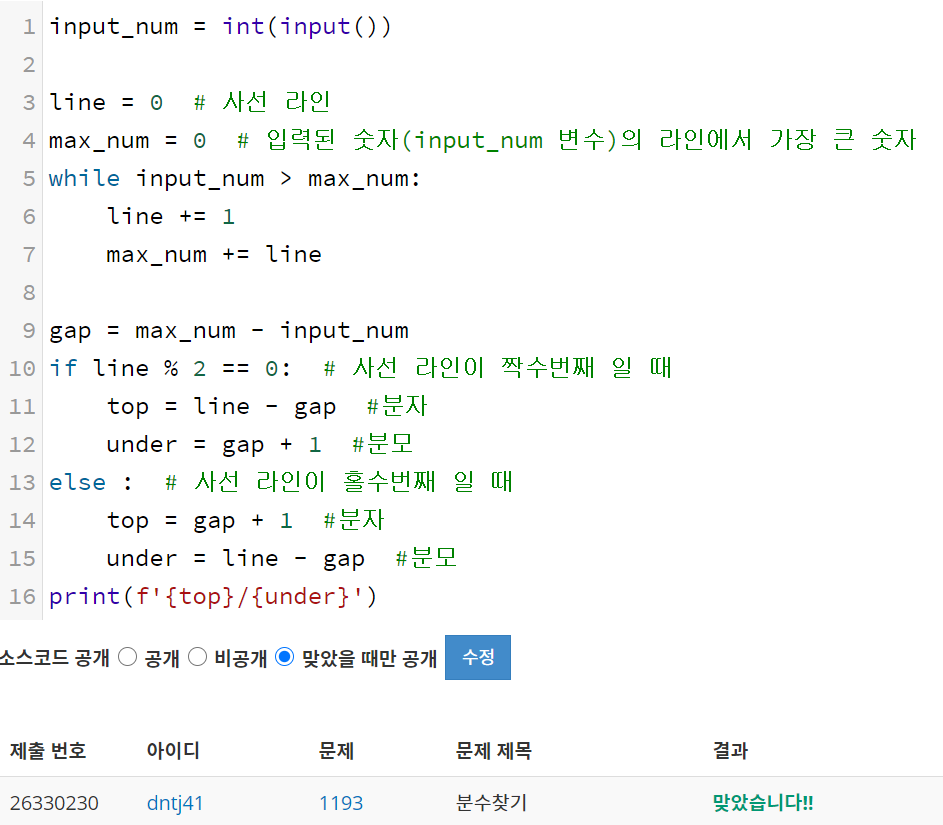 1 input_num = int(input())
2
3 line = 0  # 사선 라인
4 max_num = 0  # 입력된 숫자(input_num 변수)의 라인에서 가장 큰 숫자
5 while input_num > max_num:
6     line += 1
7     max_num += line
8
9 gap = max_num - input_num
10 if line % 2 == 0:  # 사선 라인이 짝수번째 일 때
11     top = line - gap  #분자
12     under = gap + 1  #분모
13 else :  # 사선 라인이 홀수번째 일 때
14     top = gap + 1  #분자
15     under = line - gap  #분모
16 print(f'{top}/{under}')
소스코드 공개 공개 비공개 맞았을 때만 공개 수정
제출 번호 아이디 문제 문제 제목 결과
26330230 dntj41 1193 분수찾기 맞았습니다!!